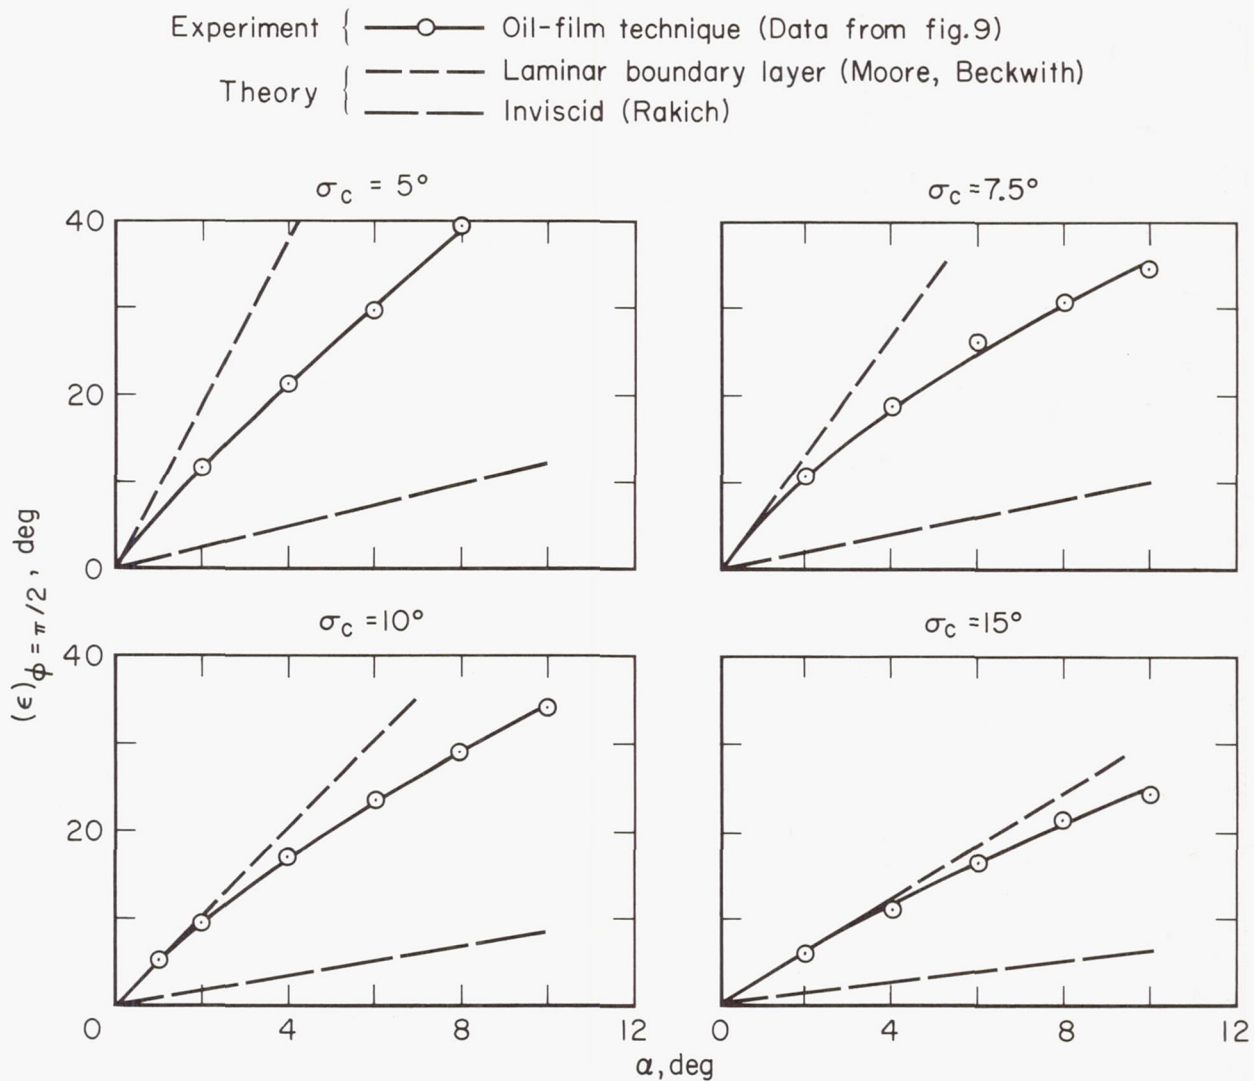 Experiment { Oil-film technique (Data from fig.9)
Theory { Laminar boundary layer (Moore, Beckwith)
Inviscid (Rakich)
σc = 5°
σc = 7.5°
40
20
0
σc = 10°
σc = 15°
40
20
0 4 8 12
0 4 8 12
(ϵ)ϕ = π/2, deg
α, deg